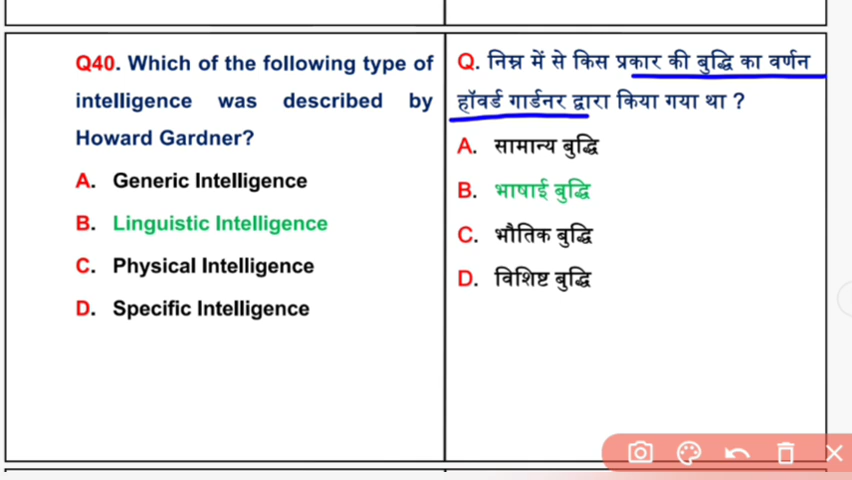 Q40. Which of the following type of
intelligence was described by
Howard Gardner?
A. Generic Intelligence
B. Linguistic Intelligence
C. Physical Intelligence
D. Specific Intelligence
Q. निम्न में से किस प्रकार की बुद्धि का वर्णन
हॉवर्ड गार्डनर द्वारा किया गया था ?
A. सामान्य बुद्धि
B. भाषाई बुद्धि
C. भौतिक बुद्धि
D. विशिष्ट बुद्धि